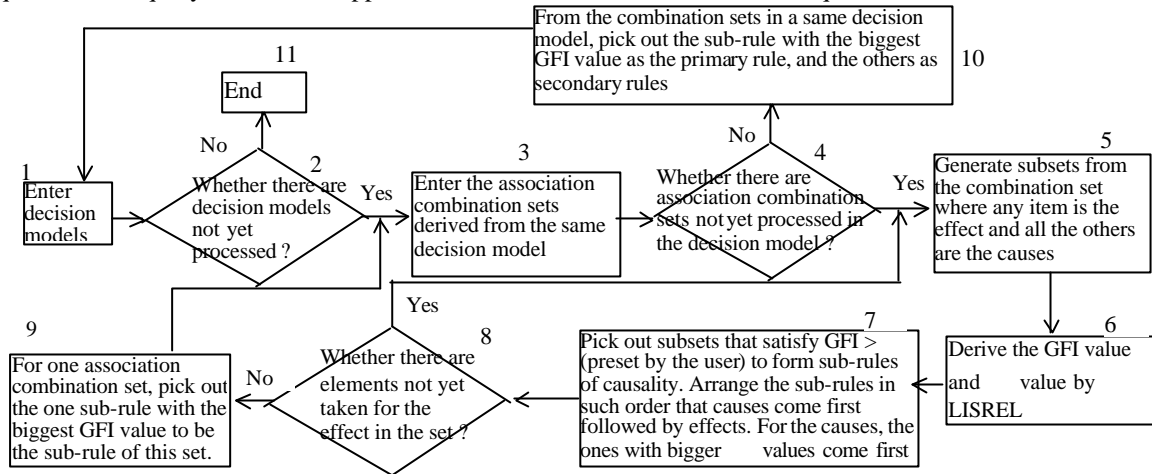 From the combination sets in a same decision
model, pick out the sub-rule with the biggest
GFI value as the primary rule, and the others as
secondary rules
10
11
End
No
1
Enter
decision
models
2
Whether there are
decision models
not yet
processed ?
Yes
3
Enter the association
combination sets
derived from the same
decision model
No
4
Whether there are
association combination
sets not yet processed in
the decision model ?
Yes
5
Generate subsets from
the combination set
where any item is the
effect and all the others
are the causes
6
Derive the GFI value
and value by
LISREL
7
Pick out subsets that satisfy GFI >
(preset by the user) to form sub-rules
of causality. Arrange the sub-rules in
such order that causes come first
followed by effects. For the causes, the
ones with bigger values come first
Yes
8
Whether there are
elements not yet
taken for the
effect in the set ?
No
9
For one association
combination set, pick out
the one sub-rule with the
biggest GFI value to be
the sub-rule of this set.